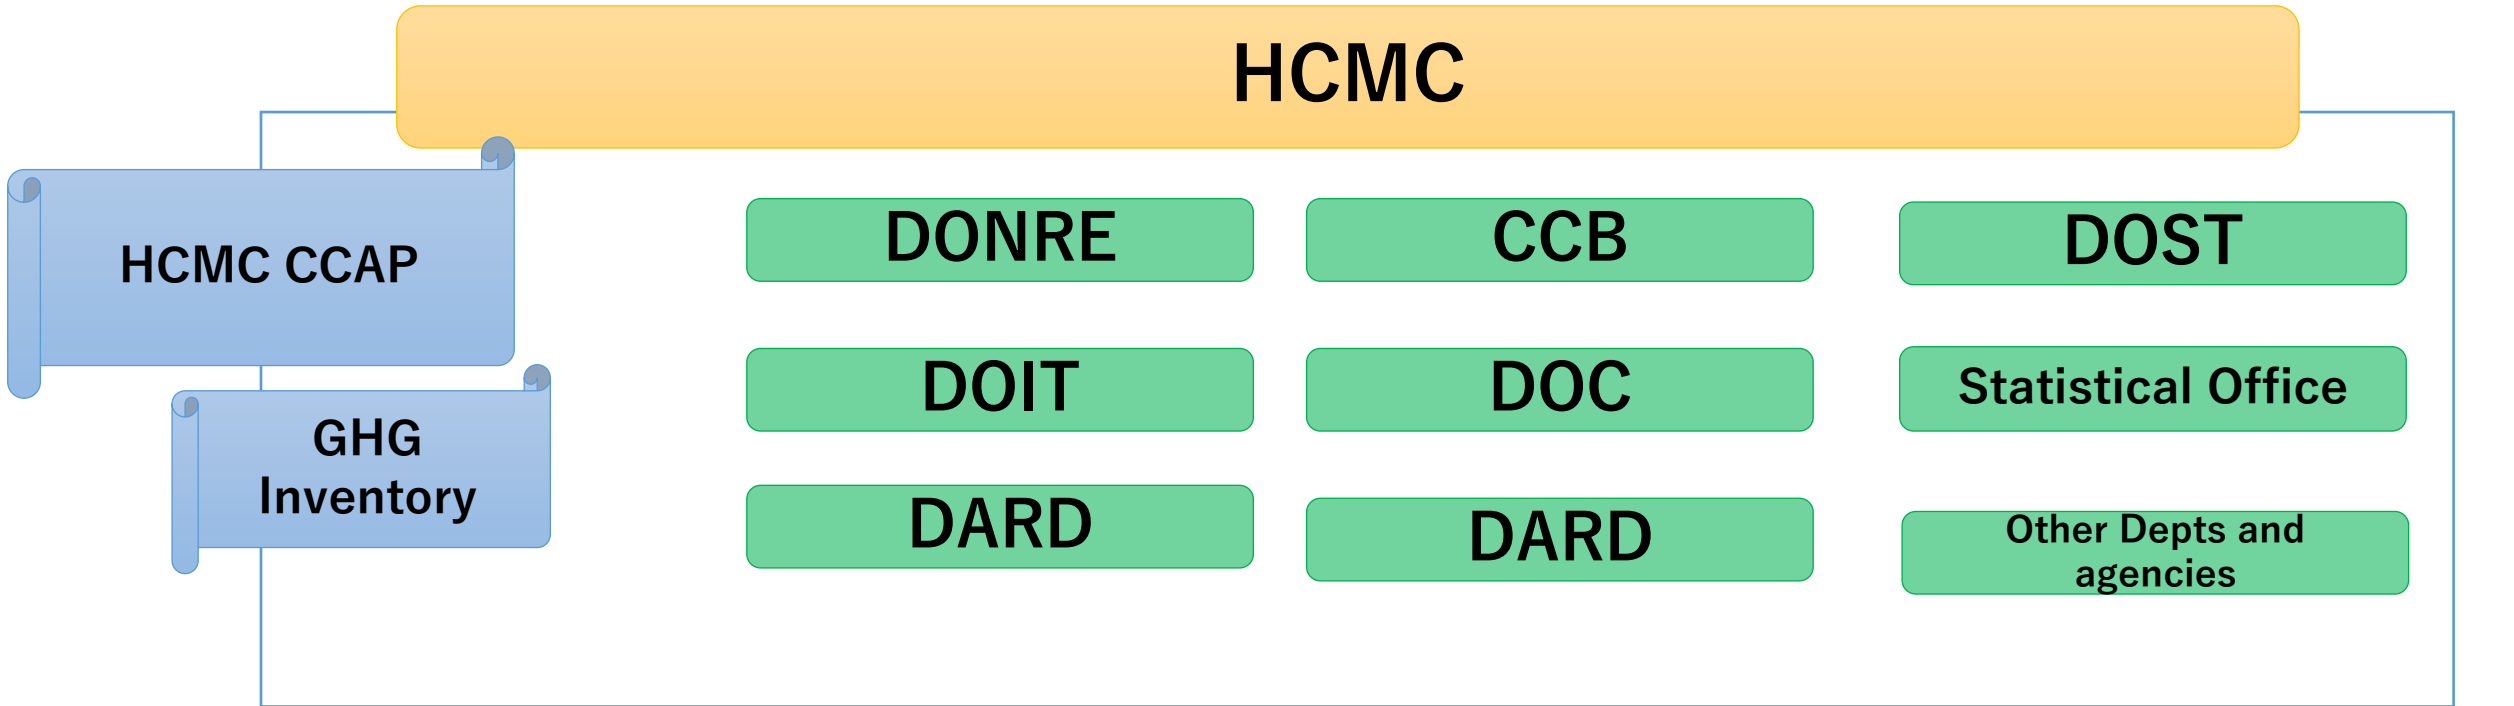 HCMC
HCMC CCAP
GHG
Inventory
DONRE
CCB
DOST
DOIT
DOC
Statistical Office
DARD
DARD
Other Depts and
agencies